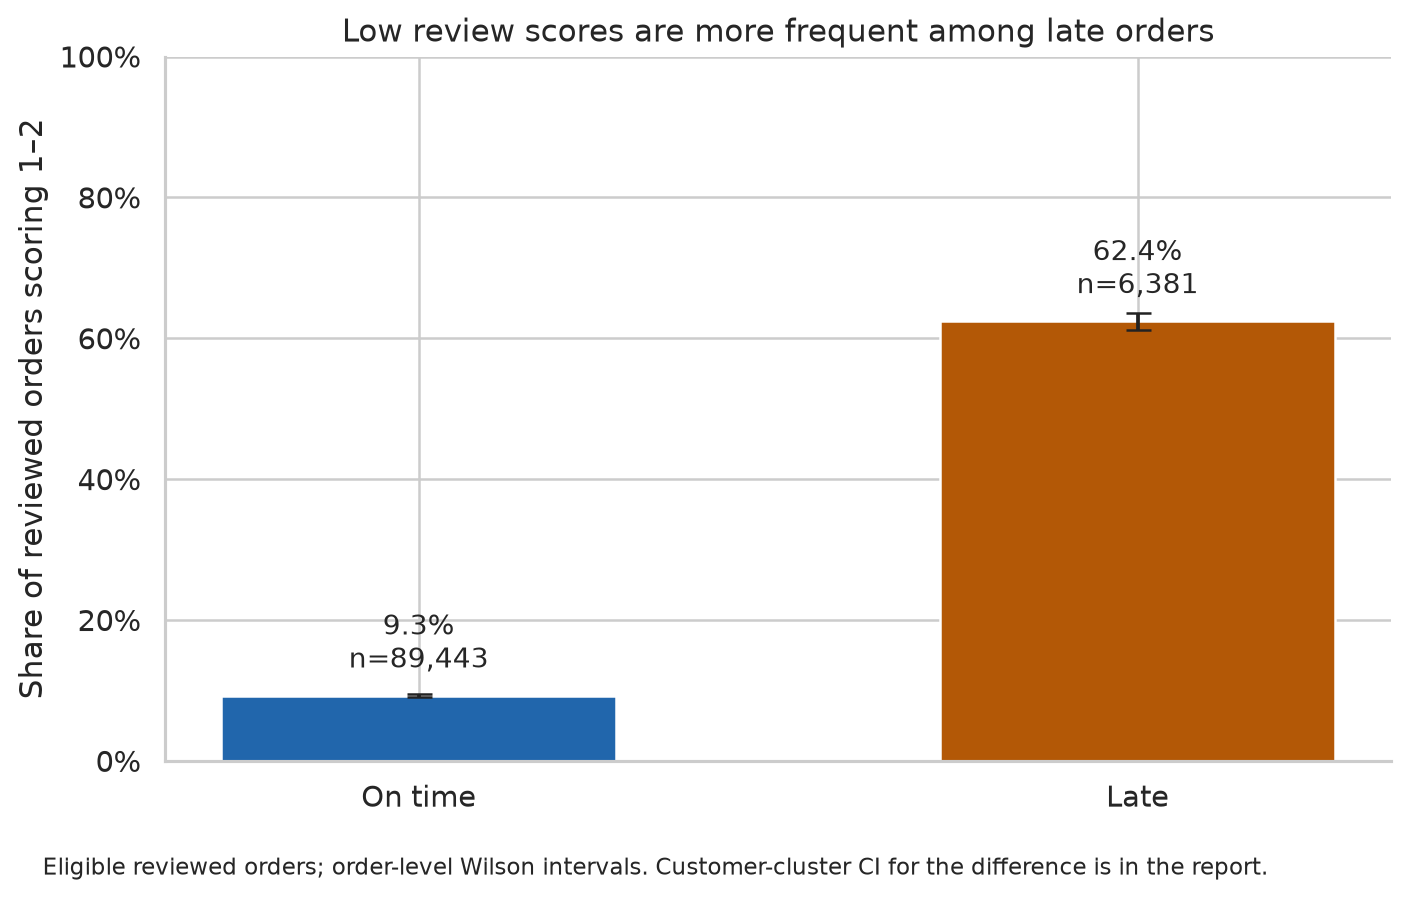 Low review scores are more frequent among late orders
Share of reviewed orders scoring 1–2
100%
80%
60%
40%
20%
0%
62.4%
n=6,381
9.3%
n=89,443
On time
Late
Eligible reviewed orders; order-level Wilson intervals. Customer-cluster CI for the difference is in the report.